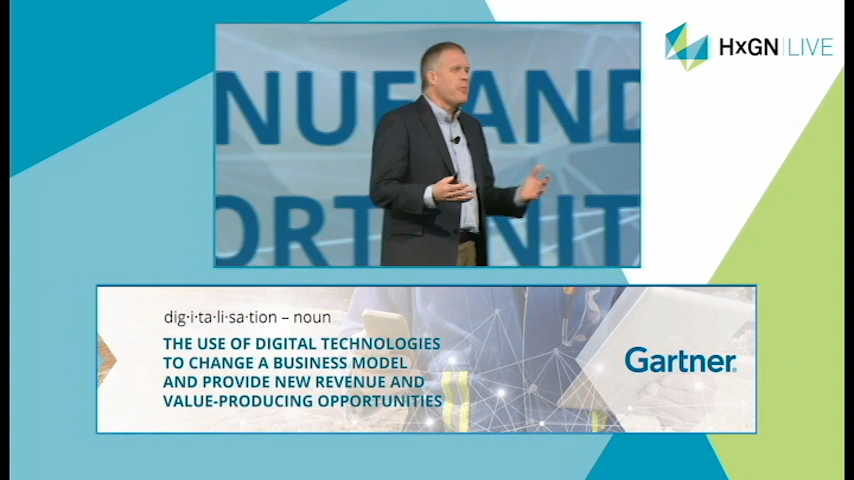 HxGN LIVE
NUE AND
ORTUNIT
dig·i·ta·li·sa·tion – noun
THE USE OF DIGITAL TECHNOLOGIES
TO CHANGE A BUSINESS MODEL
AND PROVIDE NEW REVENUE AND
VALUE-PRODUCING OPPORTUNITIES
Gartner®